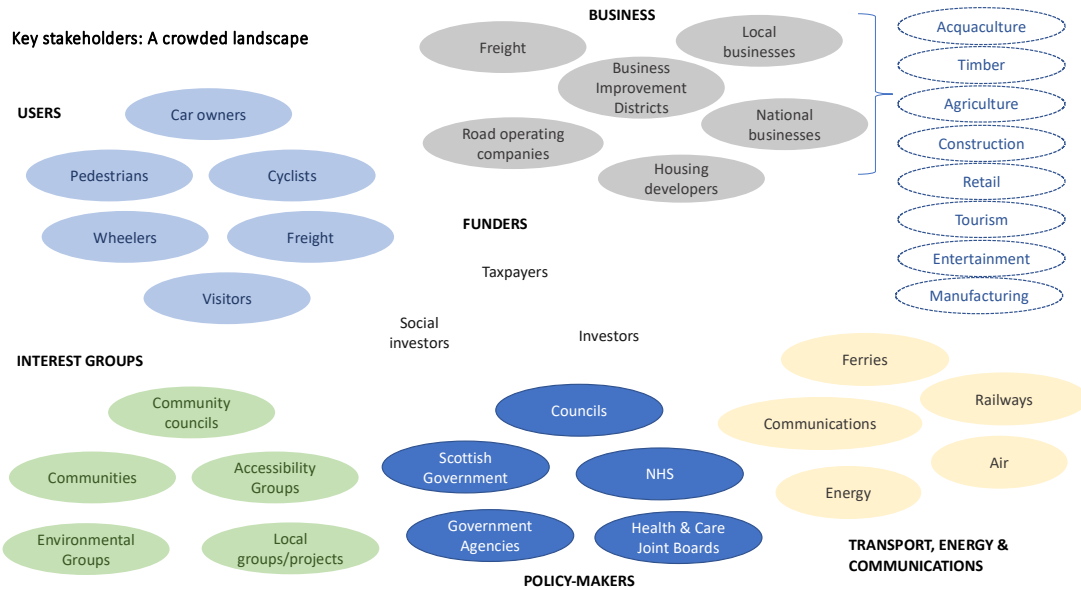 Key stakeholders: A crowded landscape
USERS
Car owners
Pedestrians
Cyclists
Wheelers
Freight
Visitors
BUSINESS
Freight
Local
businesses
Business
Improvement
Districts
Road operating
companies
National
businesses
Housing
developers
Acquaculture
Timber
Agriculture
Construction
Retail
Tourism
Entertainment
Manufacturing
FUNDERS
Taxpayers
Social
investors
Investors
INTEREST GROUPS
Community
councils
Communities
Accessibility
Groups
Environmental
Groups
Local
groups/projects
Councils
Scottish
Government
NHS
Government
Agencies
Health & Care
Joint Boards
POLICY-MAKERS
Ferries
Railways
Communications
Air
Energy
TRANSPORT, ENERGY &
COMMUNICATIONS